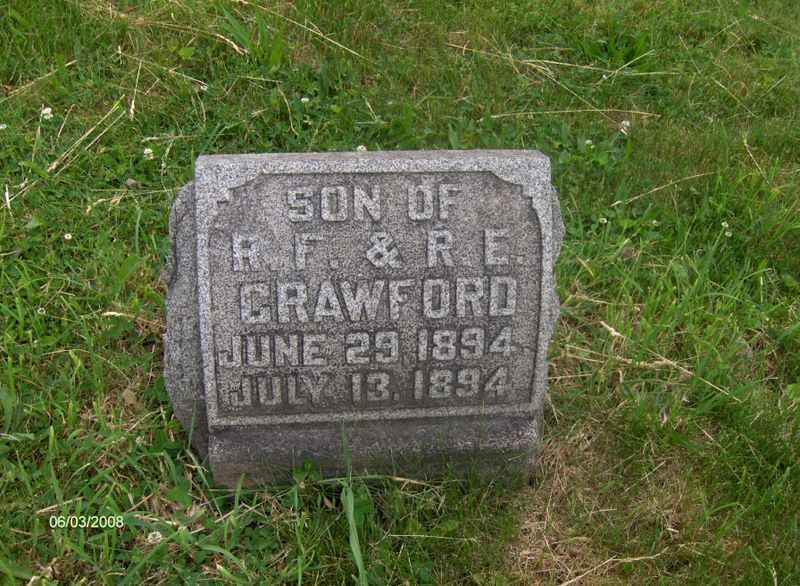 SON OF
R. F. & R. E.
CRAWFORD
JUNE 29 1894.
JULY 13. 1894
06/03/2008